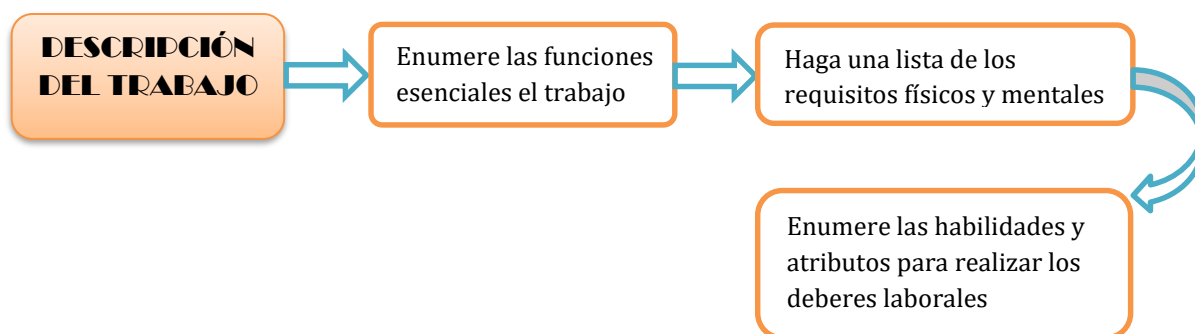 DESCRIPCIÓN
DEL TRABAJO
Enumere las funciones
esenciales el trabajo
Haga una lista de los
requisitos físicos y mentales
Enumere las habilidades y
atributos para realizar los
deberes laborales